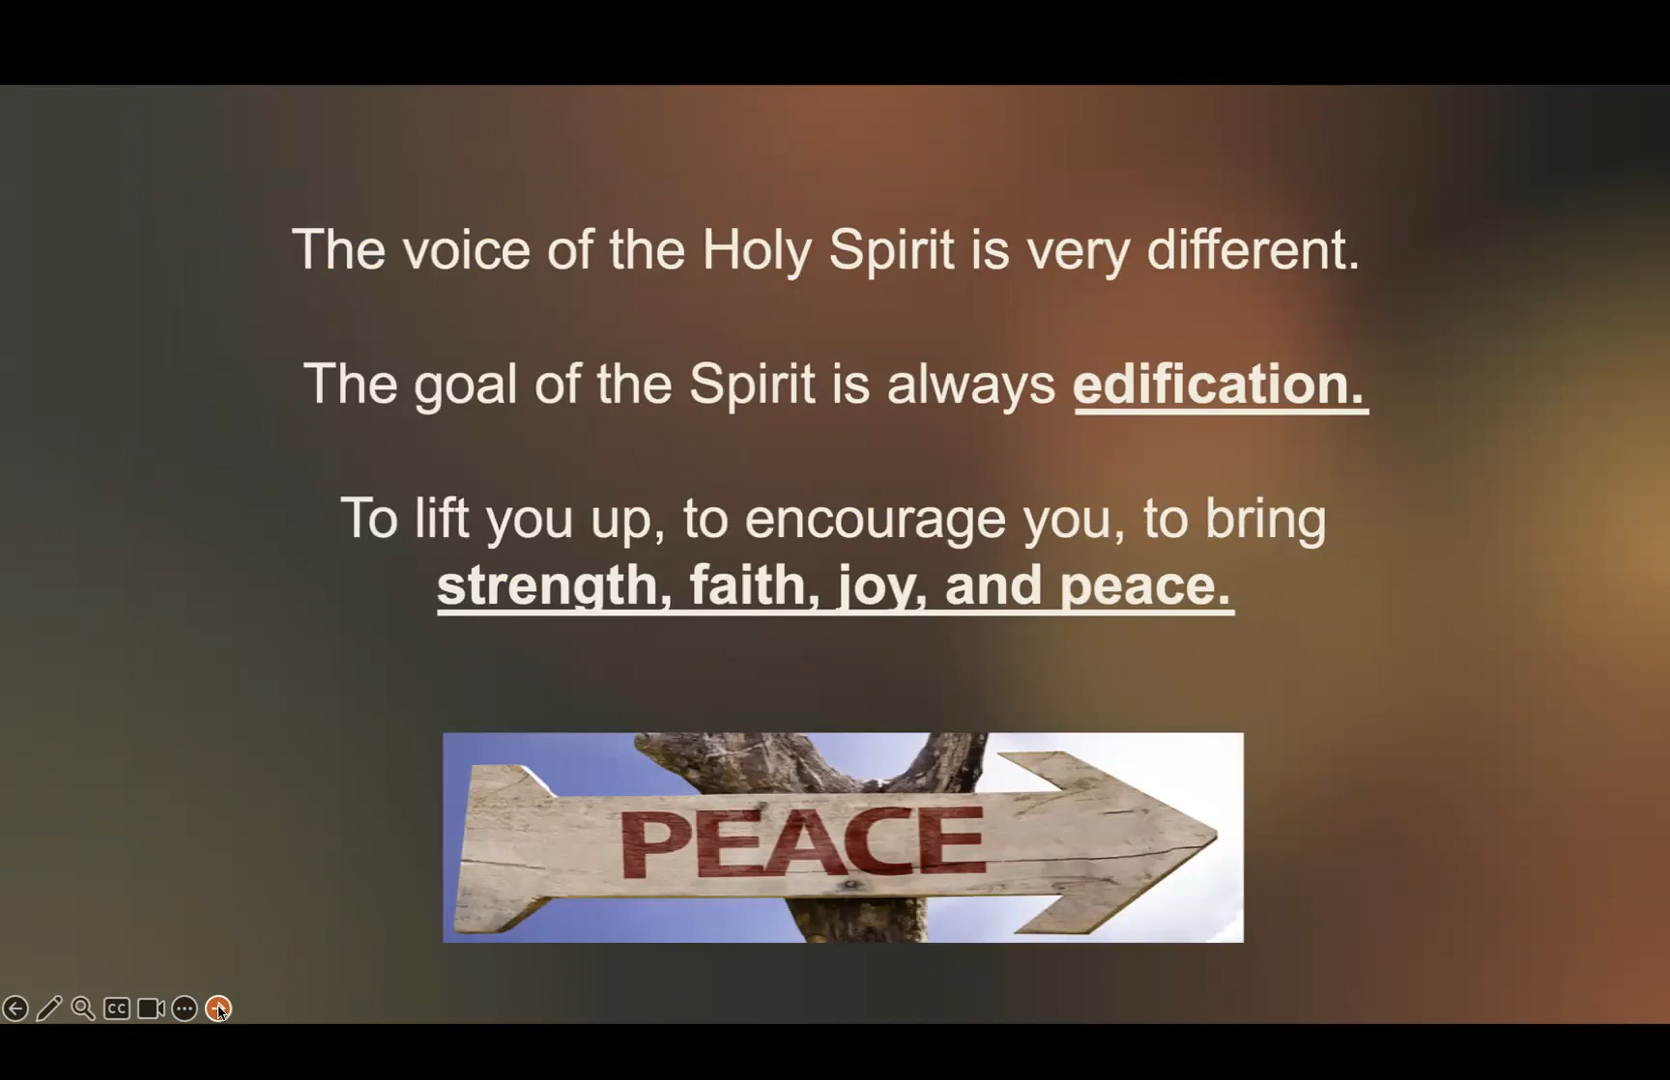 The voice of the Holy Spirit is very different.
The goal of the Spirit is always edification.
To lift you up, to encourage you, to bring
strength, faith, joy, and peace.
PEACE
CC